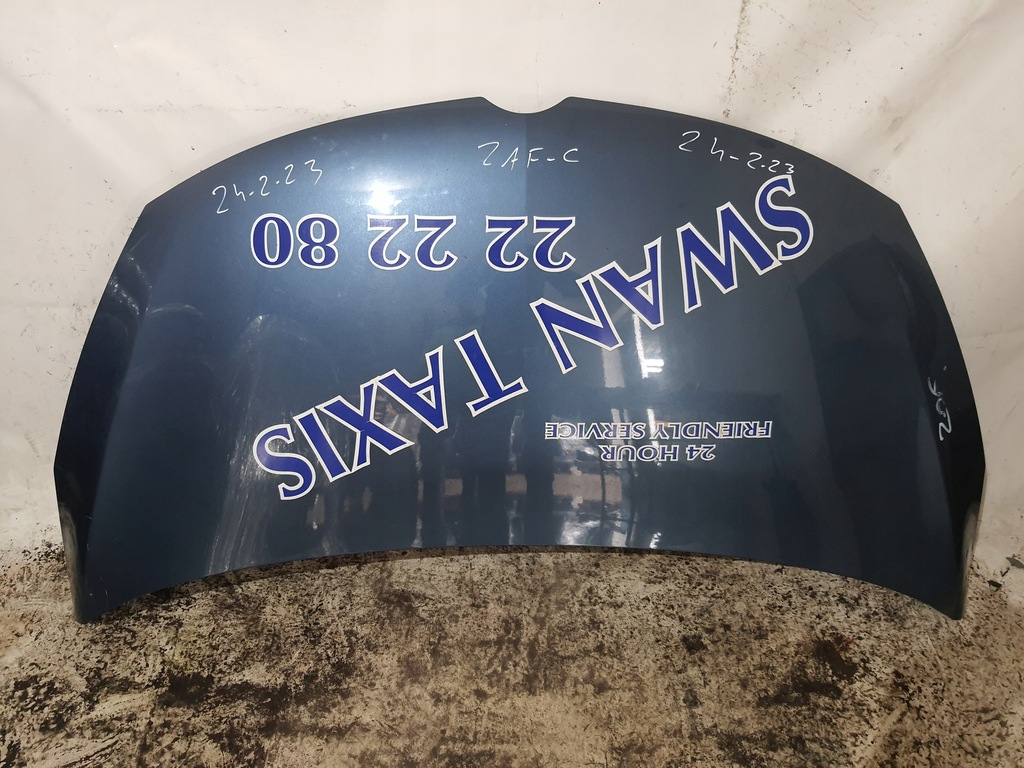 24-2-23
ZAF-C
24-2-23
SWAN TAXIS
22 22 80
24 HOUR
FRIENDLY SERVICE